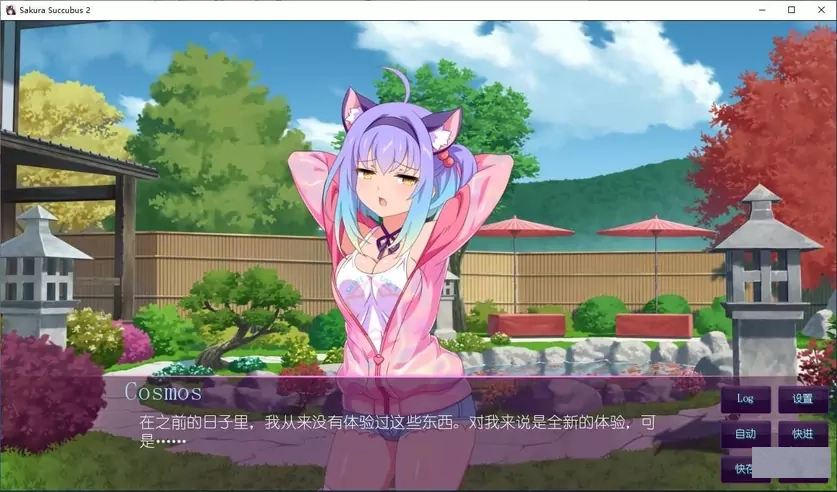 Sakura Succubus 2
Cosmos
在之前的日子里，我从来没有体验过这些东西。对我来说是全新的体验，可
是······
Log
设置
自动
快进
快存